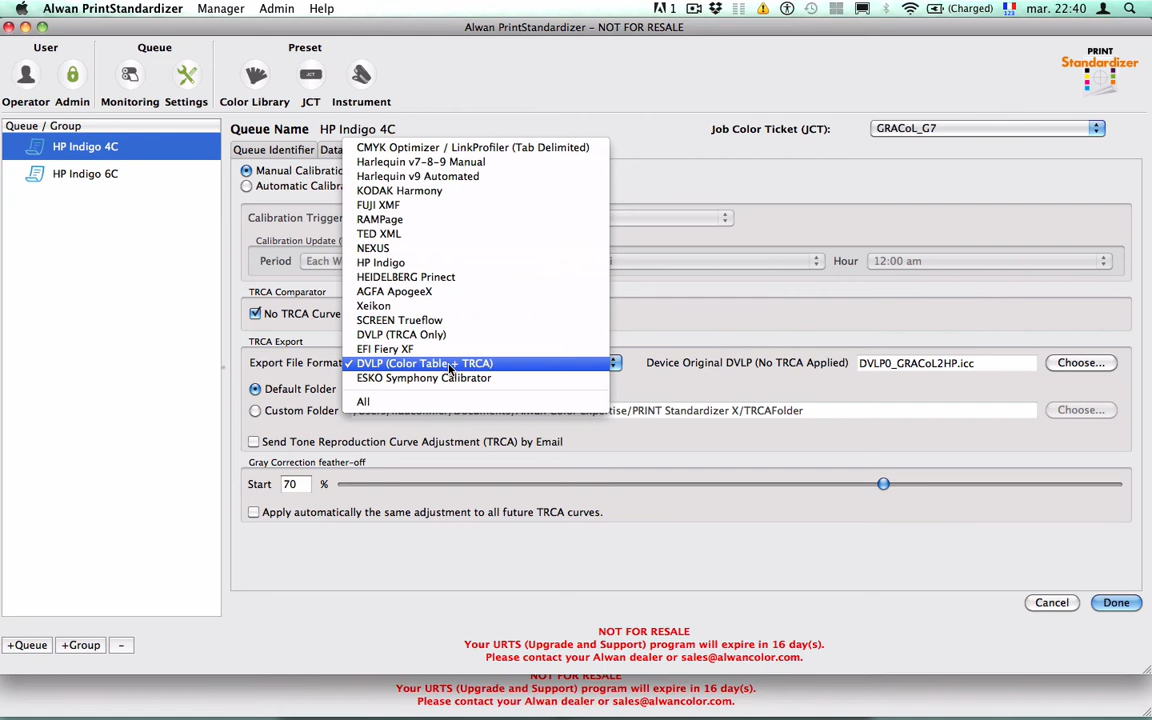 Alwan PrintStandardizer Manager Admin Help 1 (Charged) mar. 22:40
Alwan PrintStandardizer – NOT FOR RESALE
User Queue Preset
Operator Admin Monitoring Settings Color Library JCT Instrument
JCT
PRINT
Standardizer
Queue / Group
HP Indigo 4C
HP Indigo 6C
Queue Name HP Indigo 4C
Job Color Ticket (JCT): GRACoL_G7
Queue Identifier Data
Manual Calibratio
Automatic Calibra
Calibration Trigger
Calibration Update (
Period Each W Hour 12:00 am
TRCA Comparator
No TRCA Curve
TRCA Export
Export File Format
Device Original DVLP (No TRCA Applied) DVLP0_GRACoL2HP.icc Choose...
CMYK Optimizer / LinkProfiler (Tab Delimited)
Harlequin v7-8-9 Manual
Harlequin v9 Automated
KODAK Harmony
FUJI XMF
RAMPage
TED XML
NEXUS
HP Indigo
HEIDELBERG Prinect
AGFA ApogeeX
Xeikon
SCREEN Trueflow
DVLP (TRCA Only)
EFI Fiery XF
✓ DVLP (Color Table + TRCA)
ESKO Symphony Calibrator
All
Default Folder
Custom Folder Expertise/PRINT Standardizer X/TRCAFolder Choose...
Send Tone Reproduction Curve Adjustment (TRCA) by Email
Gray Correction feather-off
Start 70 %
Apply automatically the same adjustment to all future TRCA curves.
Cancel Done
+Queue +Group -
NOT FOR RESALE
Your URTS (Upgrade and Support) program will expire in 16 day(s).
Please contact your Alwan dealer or sales@alwancolor.com.
NOT FOR RESALE
Your URTS (Upgrade and Support) program will expire in 16 day(s).
Please contact your Alwan dealer or sales@alwancolor.com.